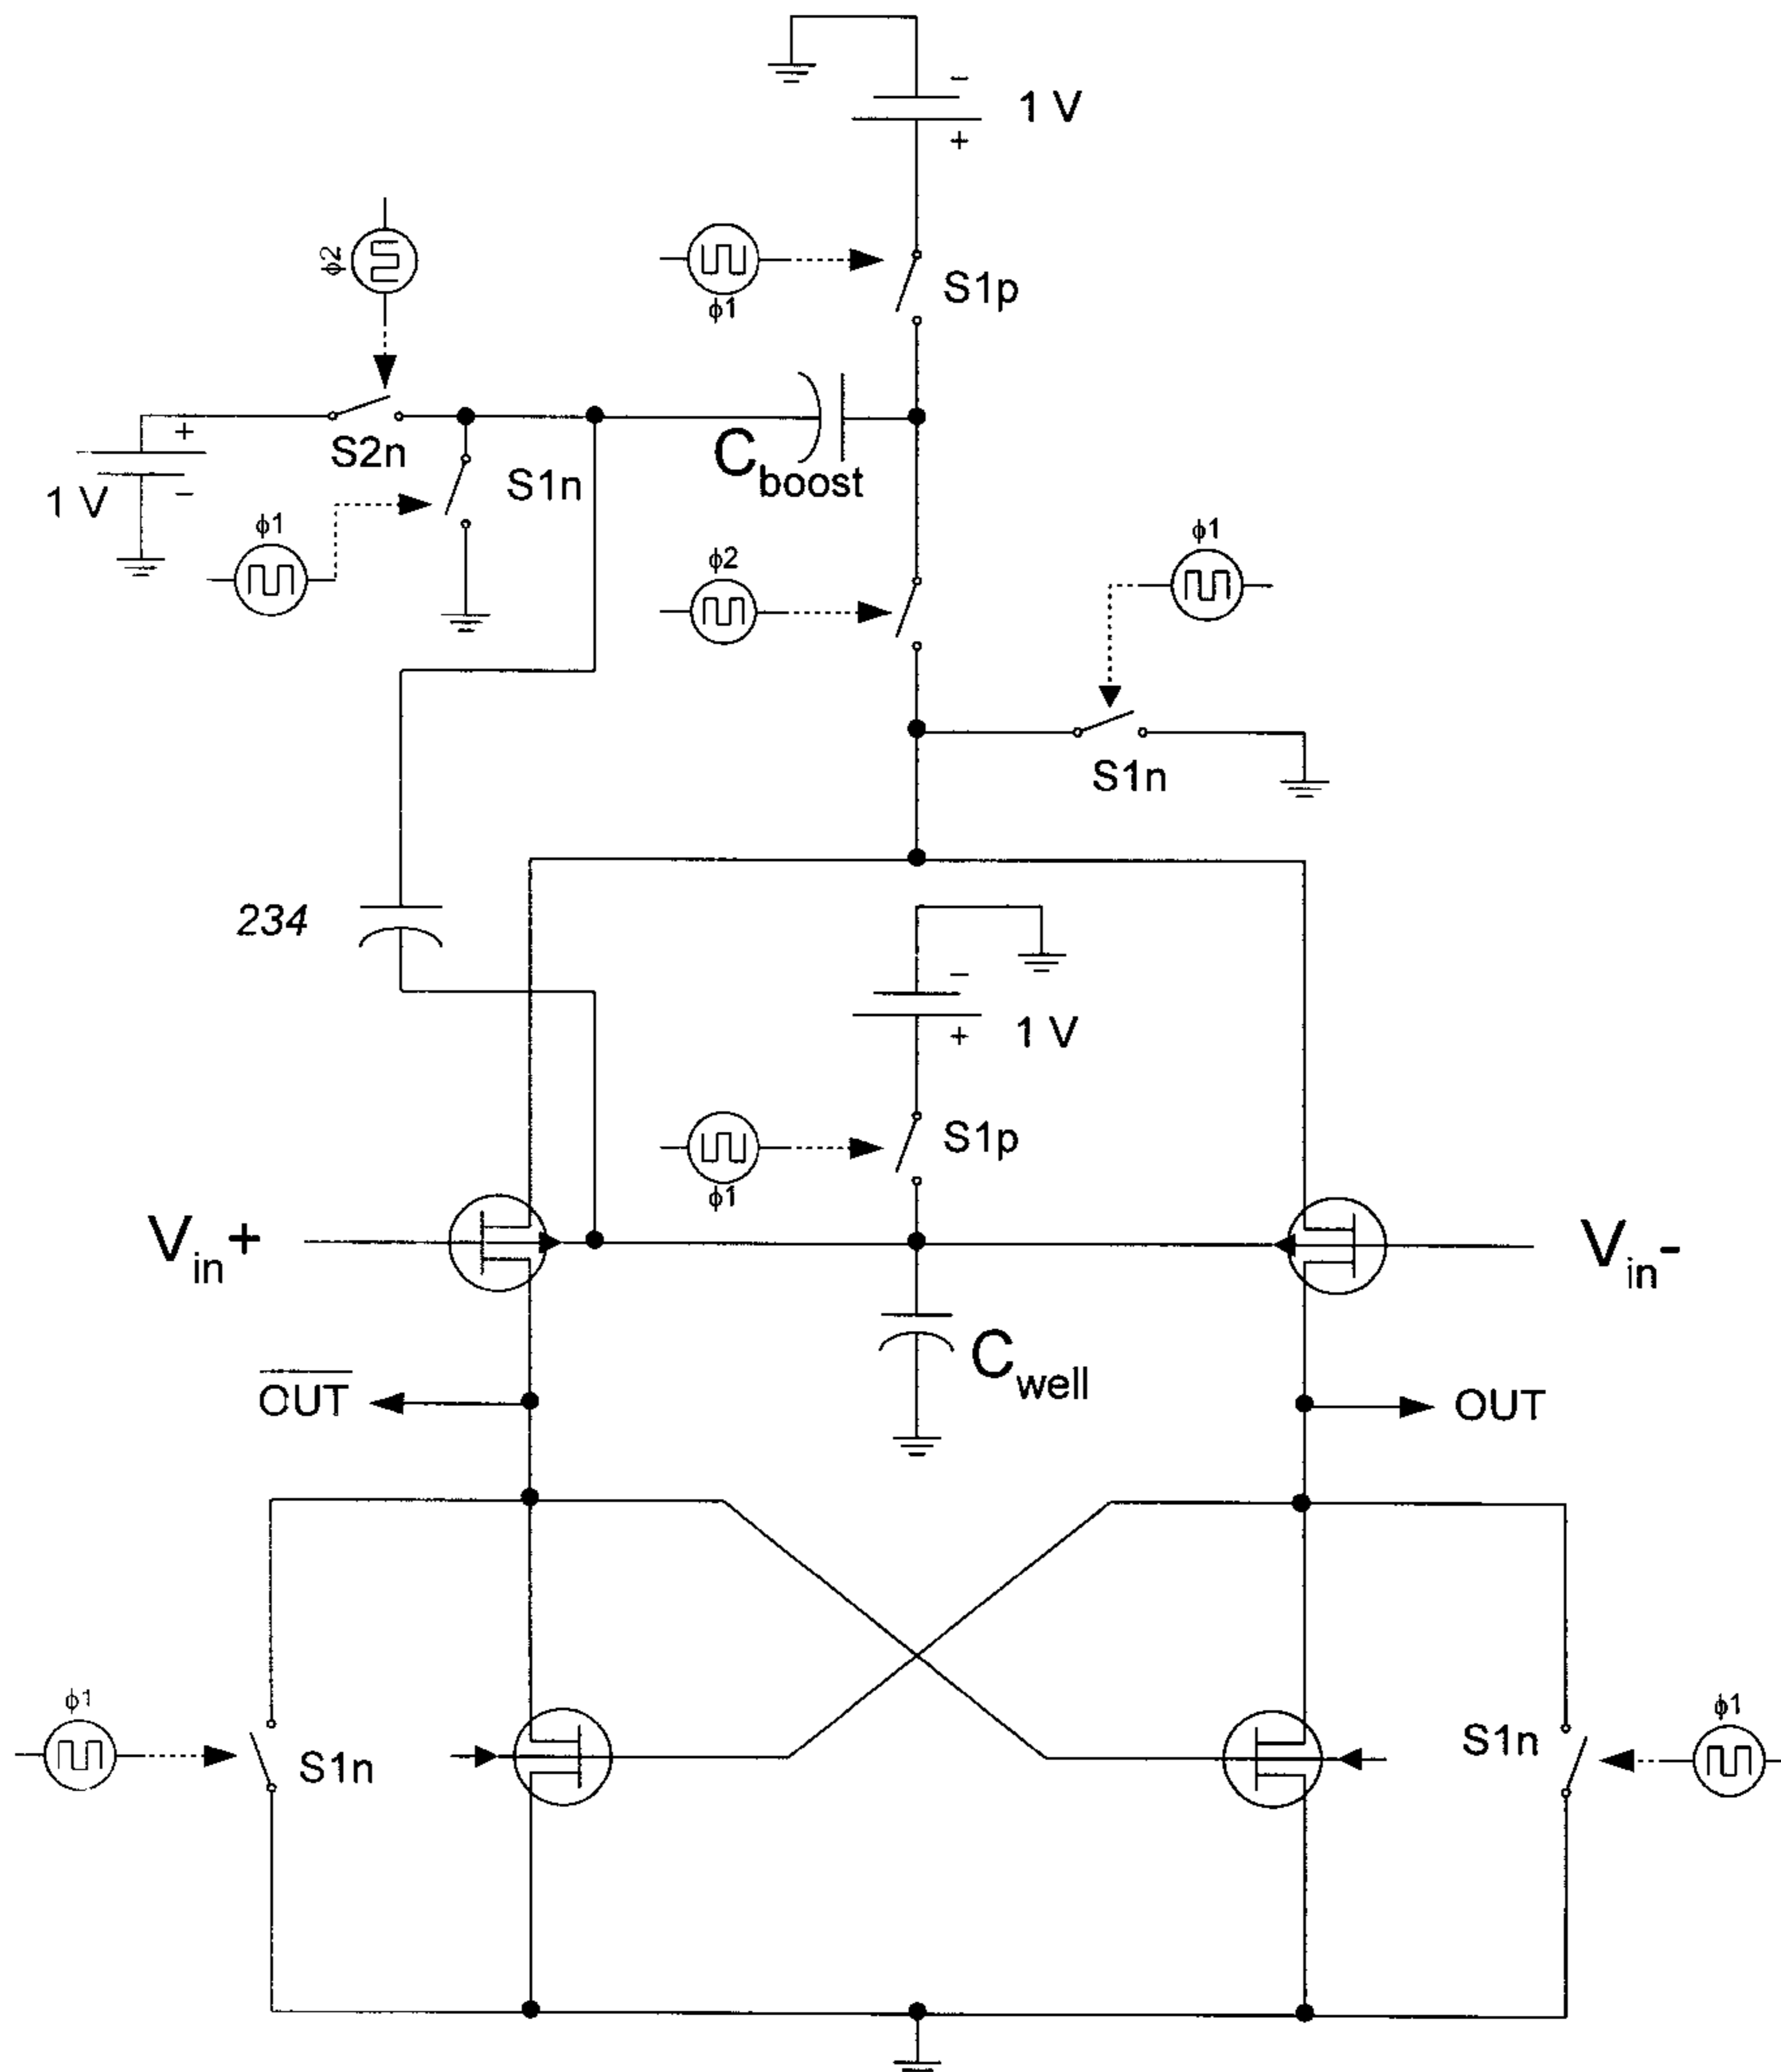 − 1 V
+
ϕ2
ϕ1
S1p
+
S2n
1 V −
S1n
C boost
ϕ1
ϕ2
ϕ1
S1n
234
−
1 V
+
S1p
ϕ1
V in +
V in -
C well
OUT
OUT
ϕ1
S1n
S1n
ϕ1